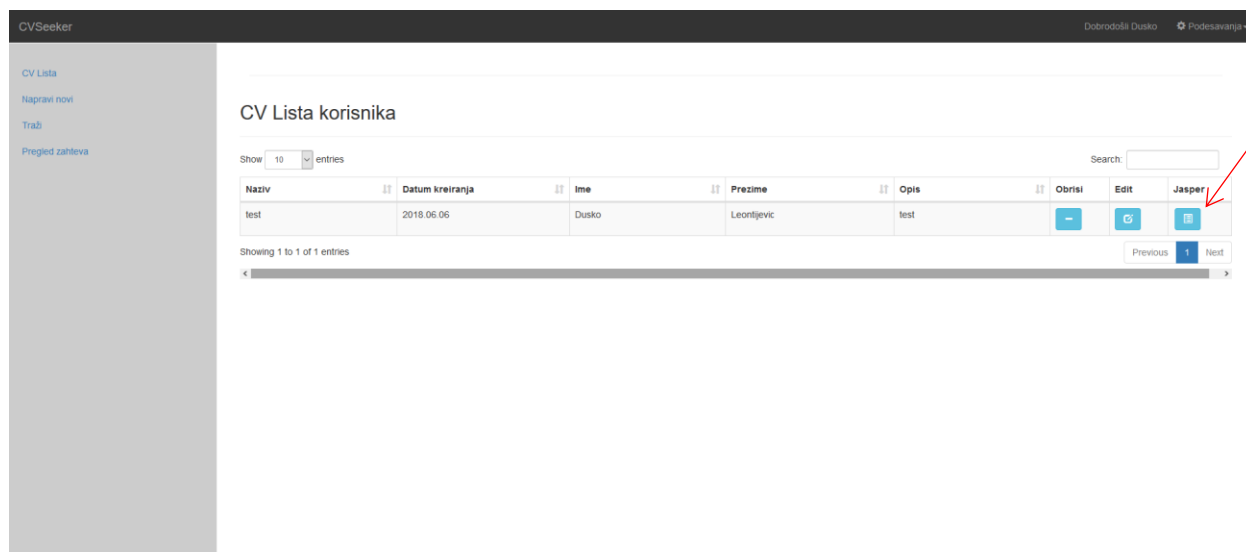 CVSeeker Dobrodošli Dusko Podesavanja
CV Lista
Napravi novi
Traži
Pregled zahteva
CV Lista korisnika
Show 10 entries Search:
Naziv Datum kreiranja Ime Prezime Opis Obrisi Edit Jasper
test 2018.06.06 Dusko Leontijevic test
Showing 1 to 1 of 1 entries Previous 1 Next